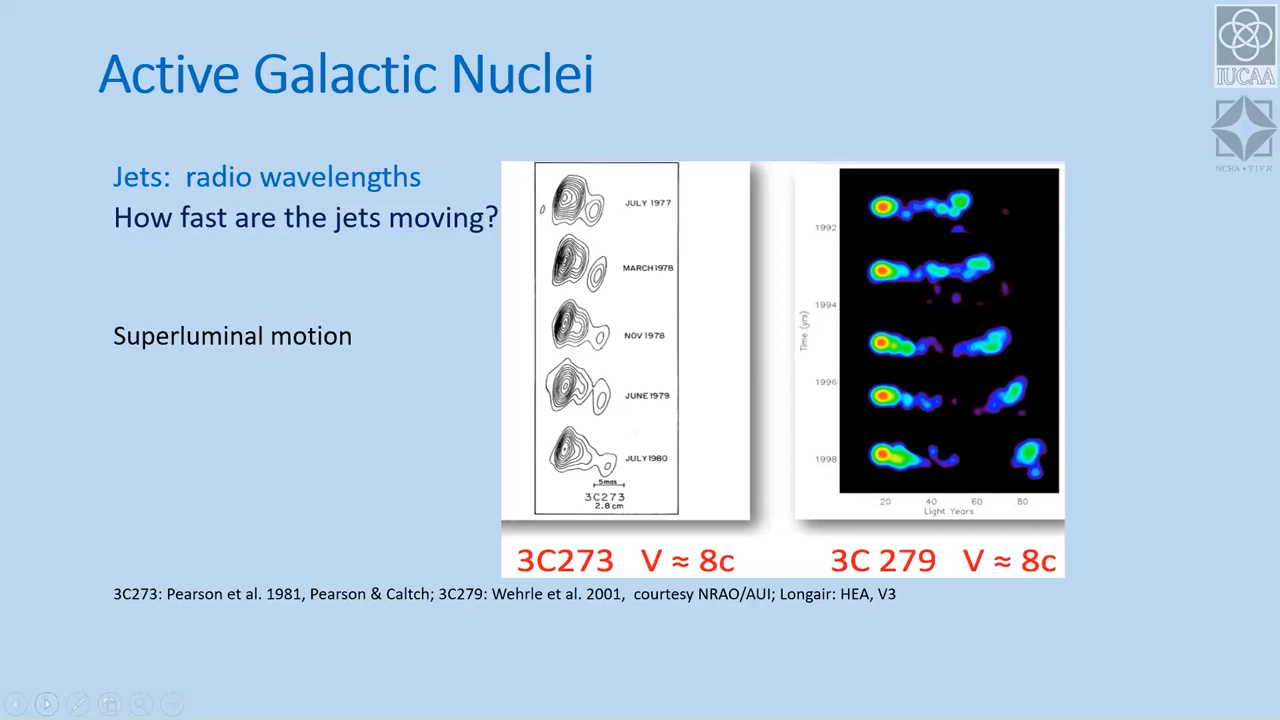 Active Galactic Nuclei
IUCAA
NCRA • TIFR
Jets: radio wavelengths
How fast are the jets moving?
Superluminal motion
JULY 1977
MARCH 1978
NOV 1978
JUNE 1979
JULY 1980
5mas
3C273
2.8 cm
Time (yrs)
1992
1994
1996
1998
20 40 60 80
Light Years
3C273 V ≈ 8c
3C 279 V ≈ 8c
3C273: Pearson et al. 1981, Pearson & Caltch; 3C279: Wehrle et al. 2001, courtesy NRAO/AUI; Longair: HEA, V3